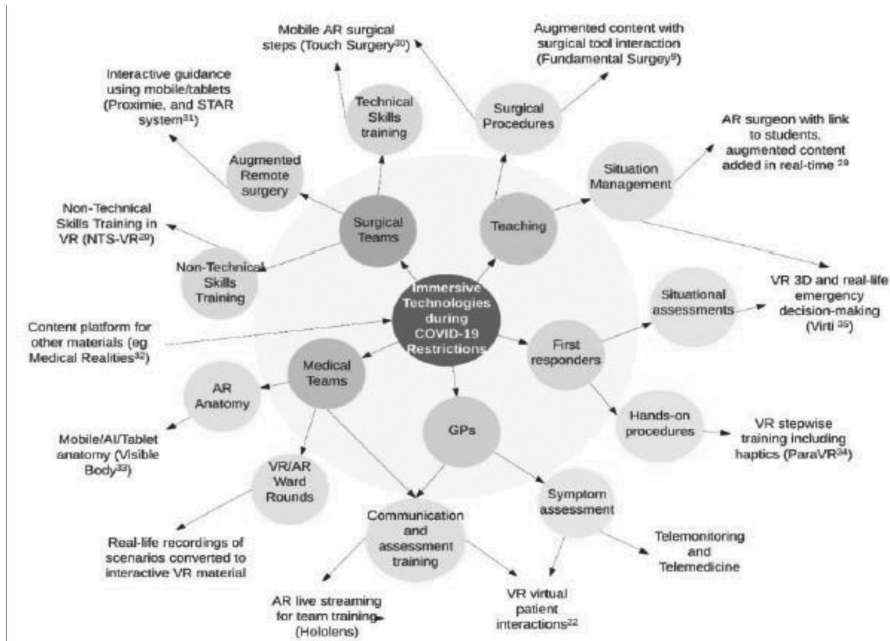 Mobile AR surgical
steps (Touch Surgery³⁰)
Augmented content with
surgical tool interaction
(Fundamental Surgey⁹)
Interactive guidance
using mobile/tablets
(Proximie, and STAR
system³¹)
Technical
Skills
training
Surgical
Procedures
AR surgeon with link
to students,
augmented content
added in real-time ²⁹
Augmented
Remote
surgery
Situation
Management
Non-Technical
Skills Training in
VR (NTS-VR²⁰)
Surgical
Teams
Teaching
Non-Technical
Skills
Training
Immersive
Technologies
during
COVID-19
Restrictions
Situational
assessments
VR 3D and real-life
emergency
decision-making
(Virti ³⁵)
Content platform for
other materials (eg
Medical Realities³²)
Medical
Teams
First
responders
AR
Anatomy
GPs
Hands-on
procedures
Mobile/AI/Tablet
anatomy (Visible
Body³³)
VR stepwise
training including
haptics (ParaVR³⁴)
VR/AR
Ward
Rounds
Symptom
assessment
Communication
and
assessment
training
Real-life recordings of
scenarios converted to
interactive VR material
Telemonitoring
and
Telemedicine
AR live streaming
for team training
(Hololens)
VR virtual
patient
interactions²²